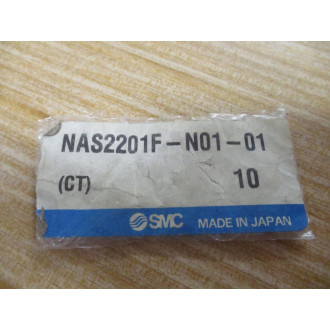 NAS2201F-N01-01
(CT) 10
SMC MADE IN JAPAN